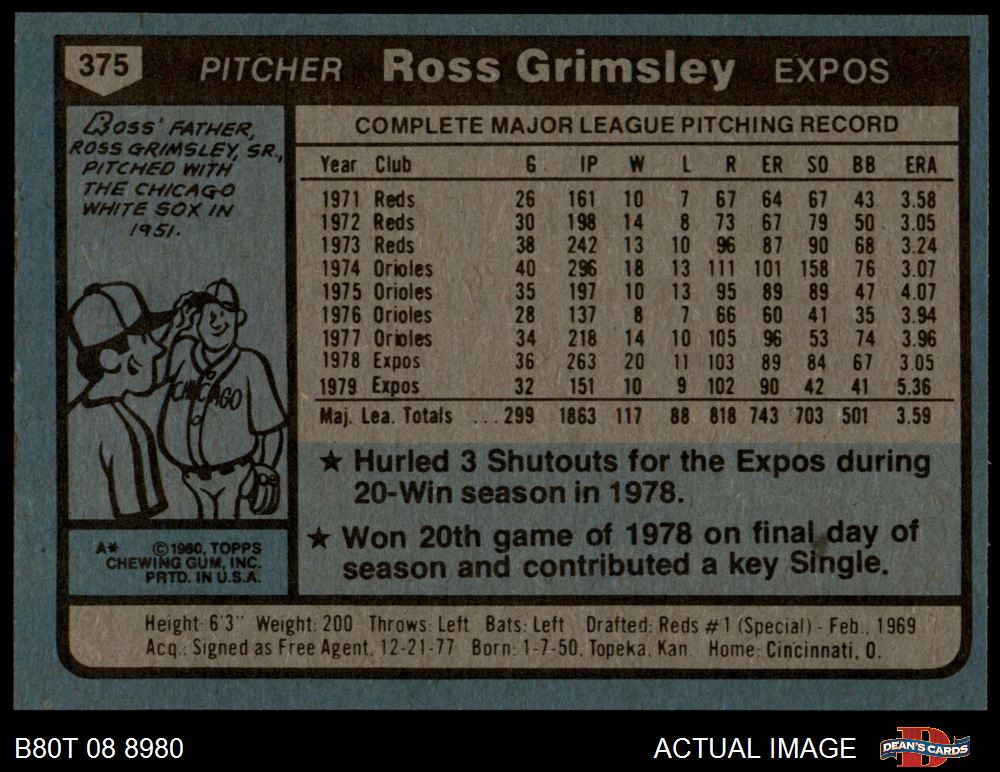 375 PITCHER Ross Grimsley EXPOS
ROSS' FATHER,
ROSS GRIMSLEY, SR.,
PITCHED WITH
THE CHICAGO
WHITE SOX IN
1951.
CHICAGO
A* ©1980, TOPPS
CHEWING GUM, INC.
PRTD. IN U.S.A.
COMPLETE MAJOR LEAGUE PITCHING RECORD
Year Club G IP W L R ER SO BB ERA
1971 Reds 26 161 10 7 67 64 67 43 3.58
1972 Reds 30 198 14 8 73 67 79 50 3.05
1973 Reds 38 242 13 10 96 87 90 68 3.24
1974 Orioles 40 296 18 13 111 101 158 76 3.07
1975 Orioles 35 197 10 13 95 89 89 47 4.07
1976 Orioles 28 137 8 7 66 60 41 35 3.94
1977 Orioles 34 218 14 10 105 96 53 74 3.96
1978 Expos 36 263 20 11 103 89 84 67 3.05
1979 Expos 32 151 10 9 102 90 42 41 5.36
Maj. Lea. Totals ...299 1863 117 88 818 743 703 501 3.59
★ Hurled 3 Shutouts for the Expos during
20-Win season in 1978.
★ Won 20th game of 1978 on final day of
season and contributed a key Single.
Height: 6'3" Weight: 200 Throws: Left Bats: Left Drafted: Reds #1 (Special) - Feb., 1969
Acq.: Signed as Free Agent, 12-21-77 Born: 1-7-50, Topeka, Kan. Home: Cincinnati, O.
B80T 08 8980 ACTUAL IMAGE DEAN'S CARDS